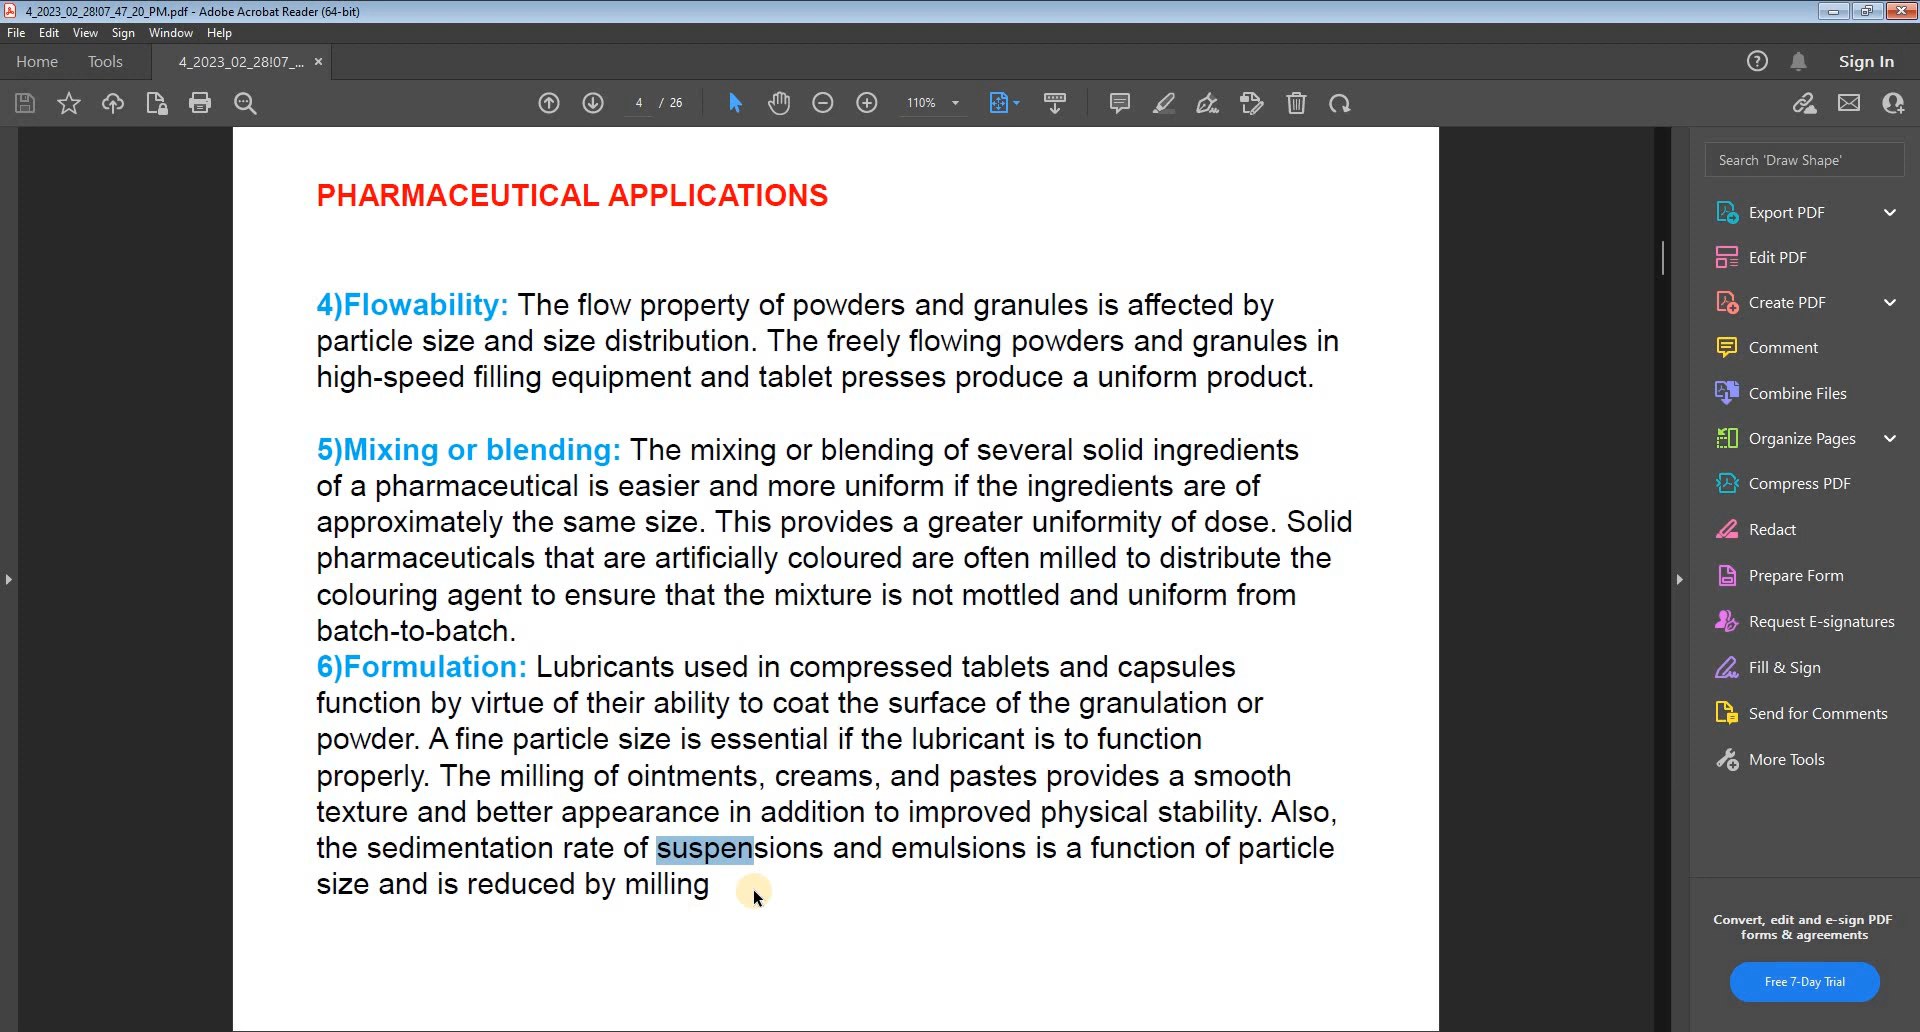 4_2023_02_28!07_47_20_PM.pdf - Adobe Acrobat Reader (64-bit)
File Edit View Sign Window Help
Home Tools 4_2023_02_28!07_... × Sign In
4 / 26 110%
PHARMACEUTICAL APPLICATIONS
4)Flowability: The flow property of powders and granules is affected by
particle size and size distribution. The freely flowing powders and granules in
high-speed filling equipment and tablet presses produce a uniform product.
5)Mixing or blending: The mixing or blending of several solid ingredients
of a pharmaceutical is easier and more uniform if the ingredients are of
approximately the same size. This provides a greater uniformity of dose. Solid
pharmaceuticals that are artificially coloured are often milled to distribute the
colouring agent to ensure that the mixture is not mottled and uniform from
batch-to-batch.
6)Formulation: Lubricants used in compressed tablets and capsules
function by virtue of their ability to coat the surface of the granulation or
powder. A fine particle size is essential if the lubricant is to function
properly. The milling of ointments, creams, and pastes provides a smooth
texture and better appearance in addition to improved physical stability. Also,
the sedimentation rate of suspensions and emulsions is a function of particle
size and is reduced by milling
Search 'Draw Shape'
Export PDF
Edit PDF
Create PDF
Comment
Combine Files
Organize Pages
Compress PDF
Redact
Prepare Form
Request E-signatures
Fill & Sign
Send for Comments
More Tools
Convert, edit and e-sign PDF
forms & agreements
Free 7-Day Trial